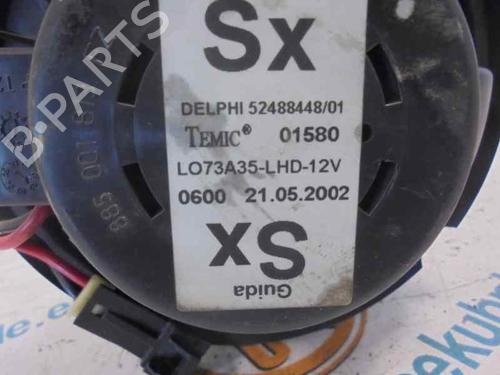 Sx
DELPHI 52488448/01
TEMIC® 01580
LO73A35-LHD-12V
0600 21.05.2002
Sx
Guida
B-PARTS